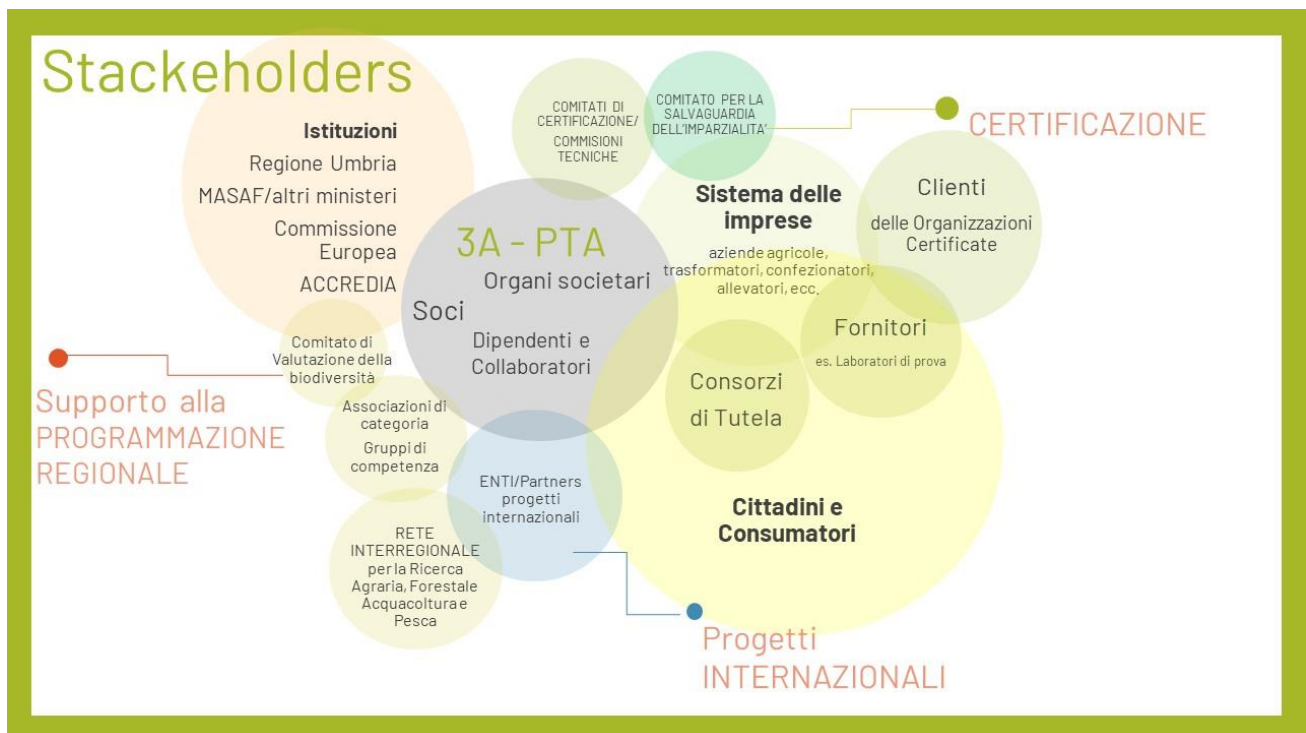 Stackeholders
Istituzioni
Regione Umbria
MASAF/altri ministeri
Commissione
Europea
ACCREDIA
COMITATI DI
CERTIFICAZIONE/
COMMISIONI
TECNICHE
COMITATO PER LA
SALVAGUARDIA
DELL'IMPARZIALITA'
CERTIFICAZIONE
Sistema delle
imprese
aziende agricole,
trasformatori, confezionatori,
allevatori, ecc.
Clienti
delle Organizzazioni
Certificate
3A - PTA
Organi societari
Soci
Dipendenti e
Collaboratori
Fornitori
es. Laboratori di prova
Consorzi
di Tutela
Comitato di
Valutazione della
biodiversità
Supporto alla
PROGRAMMAZIONE
REGIONALE
Associazioni di
categoria
Gruppi di
competenza
ENTI/Partners
progetti
internazionali
Cittadini e
Consumatori
RETE
INTERREGIONALE
per la Ricerca
Agraria, Forestale
Acquacoltura e
Pesca
Progetti
INTERNAZIONALI